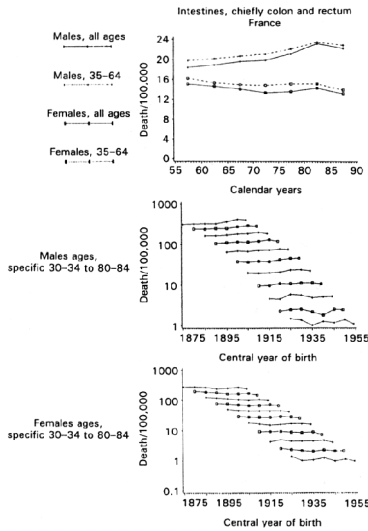 Intestines, chiefly colon and rectum
France
Males, all ages
Males, 35–64
Females, all ages
Females, 35–64
Death/100,000
24
20
16
12
8
4
0
55 60 65 70 75 80 85 90
Calendar years
Males ages,
specific 30–34 to 80–84
Death/100,000
1000
100
10
1
1875 1895 1915 1935 1955
Central year of birth
Females ages,
specific 30–34 to 80–84
Death/100,000
1000
100
10
1
0.1
1875 1895 1915 1935 1955
Central year of birth